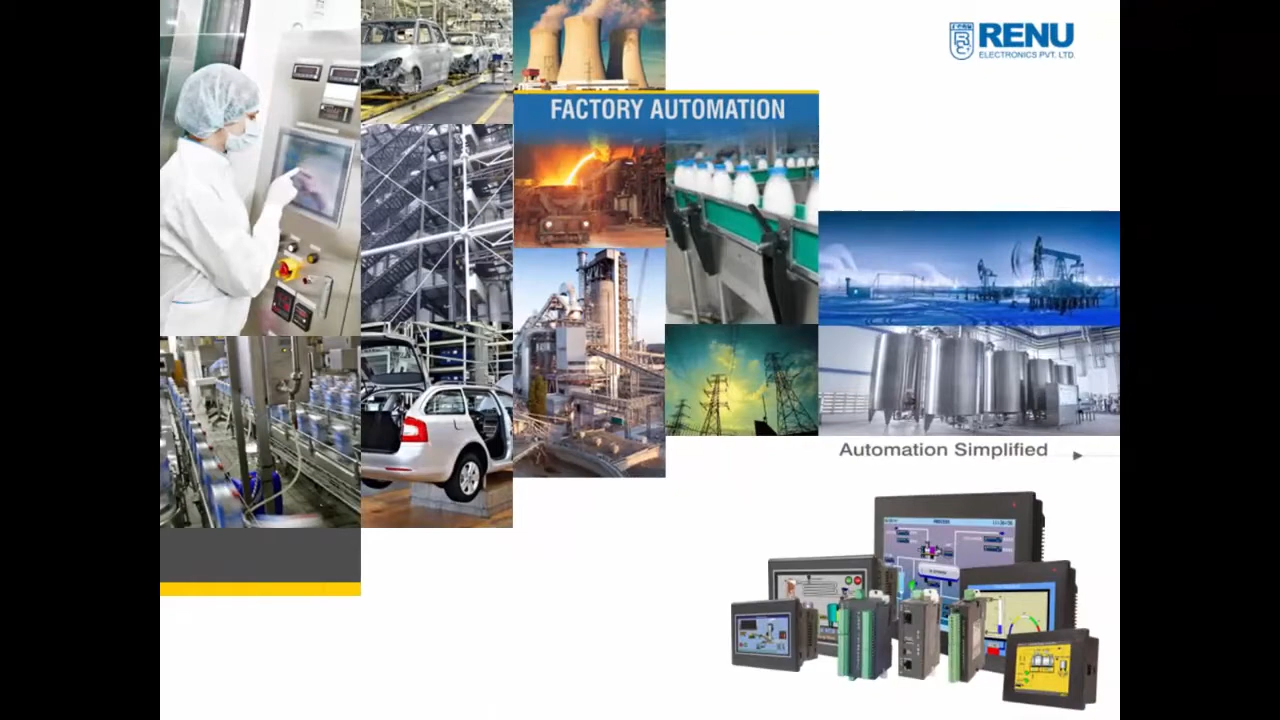 RENU
ELECTRONICS PVT. LTD.
FACTORY AUTOMATION
Automation Simplified